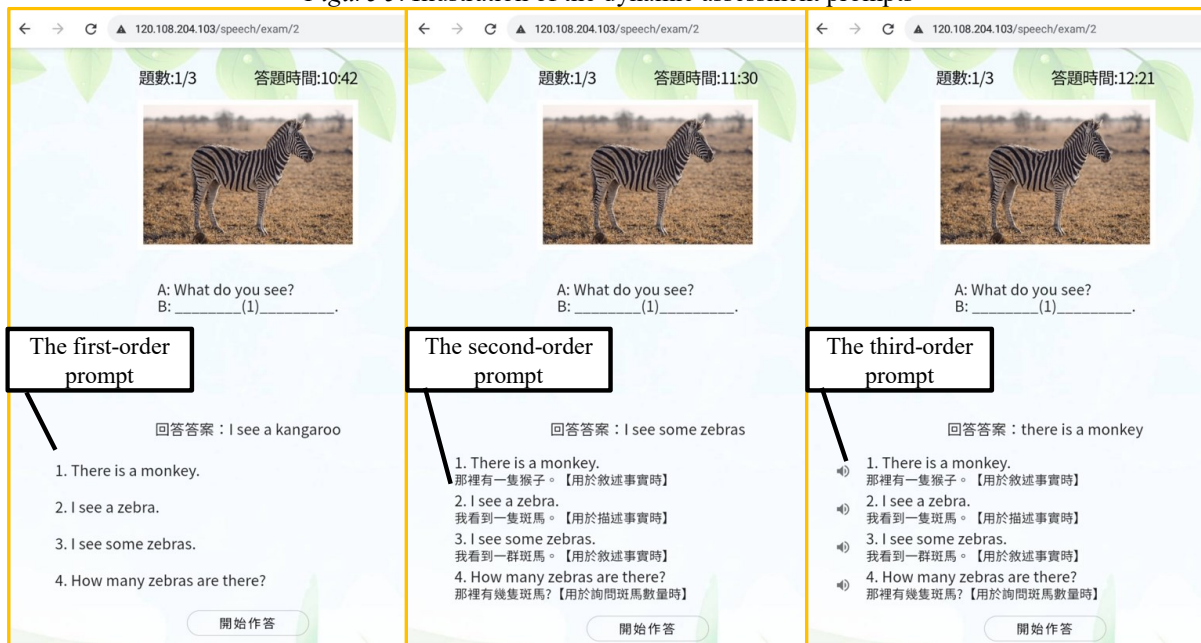 Figure 3. Illustration of the dynamic assessment prompts
120.108.204.103/speech/exam/2
題數:1/3 答題時間:10:42
A: What do you see?
B: ________(1)_________.
The first-order
prompt
回答答案：I see a kangaroo
1. There is a monkey.
2. I see a zebra.
3. I see some zebras.
4. How many zebras are there?
開始作答
120.108.204.103/speech/exam/2
題數:1/3 答題時間:11:30
A: What do you see?
B: ________(1)_________.
The second-order
prompt
回答答案：I see some zebras
1. There is a monkey.
那裡有一隻猴子。【用於敘述事實時】
2. I see a zebra.
我看到一隻斑馬。【用於描述事實時】
3. I see some zebras.
我看到一群斑馬。【用於敘述事實時】
4. How many zebras are there?
那裡有幾隻斑馬?【用於詢問斑馬數量時】
開始作答
120.108.204.103/speech/exam/2
題數:1/3 答題時間:12:21
A: What do you see?
B: ________(1)_________.
The third-order
prompt
回答答案：there is a monkey
1. There is a monkey.
那裡有一隻猴子。【用於敘述事實時】
2. I see a zebra.
我看到一隻斑馬。【用於描述事實時】
3. I see some zebras.
我看到一群斑馬。【用於敘述事實時】
4. How many zebras are there?
那裡有幾隻斑馬?【用於詢問斑馬數量時】
開始作答